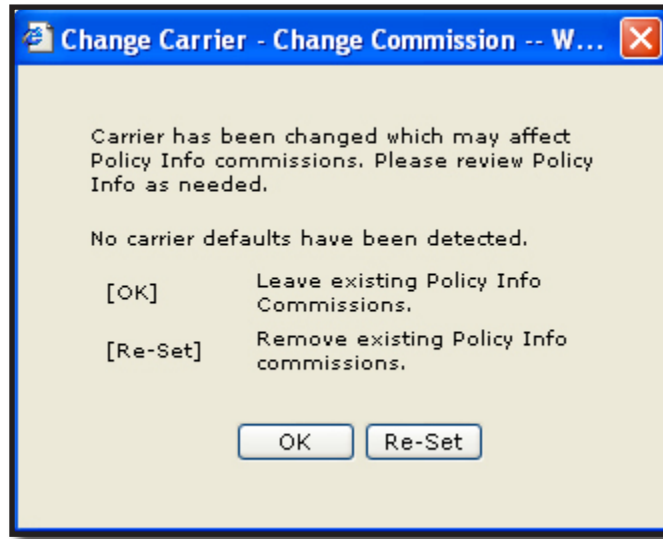 Change Carrier - Change Commission -- W...
Carrier has been changed which may affect
Policy Info commissions. Please review Policy
Info as needed.
No carrier defaults have been detected.
[OK] Leave existing Policy Info
Commissions.
[Re-Set] Remove existing Policy Info
commissions.
OK Re-Set